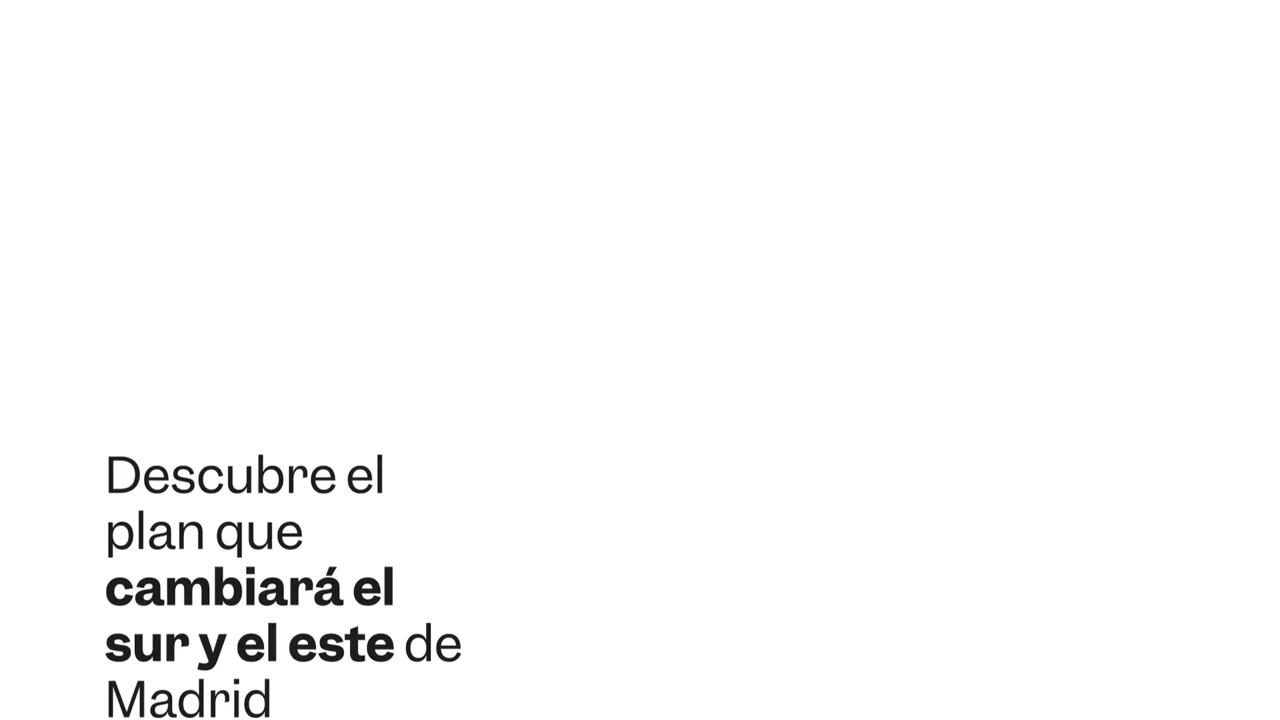 Descubre el
plan que
cambiará el
sur y el este de
Madrid